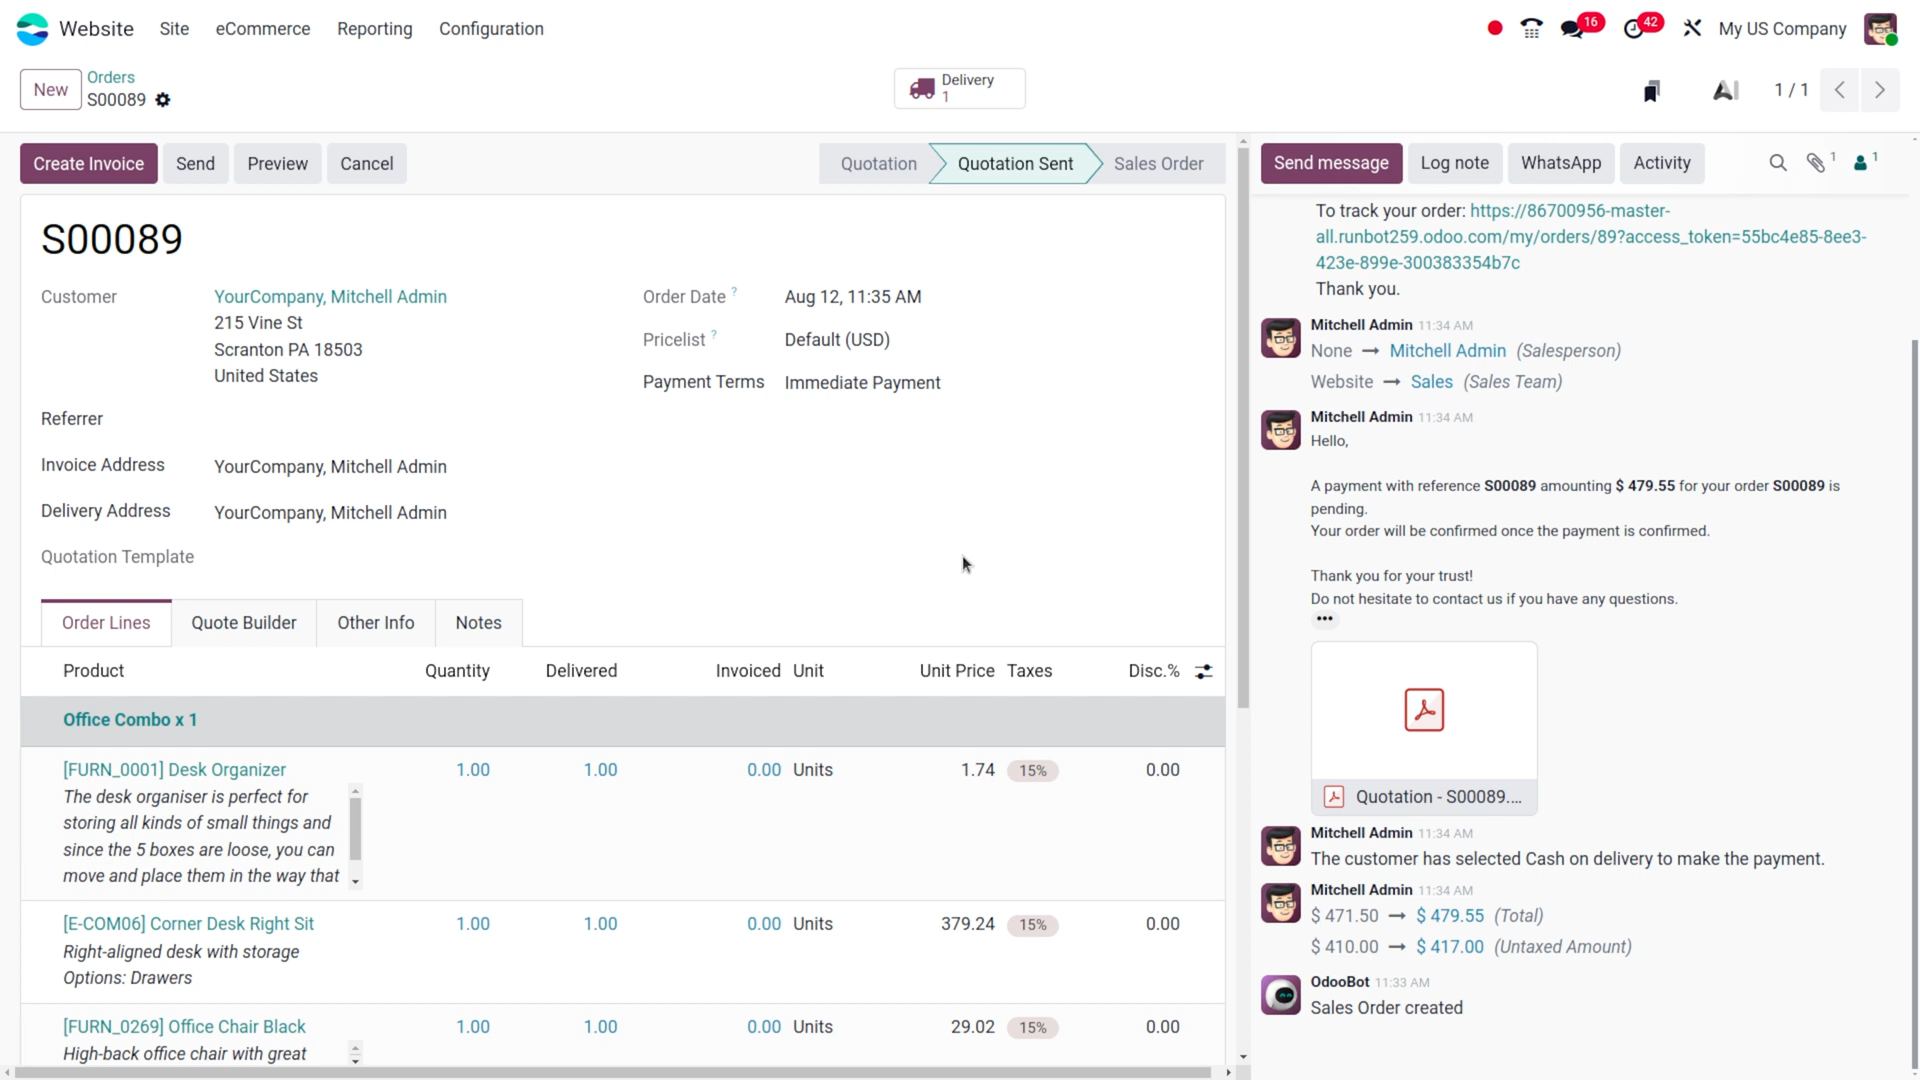 Website Site eCommerce Reporting Configuration 16 42 My US Company
New Orders Delivery 1 / 1
S00089 1
Create Invoice Send Preview Cancel Quotation Quotation Sent Sales Order
S00089
Customer YourCompany, Mitchell Admin
215 Vine St
Scranton PA 18503
United States
Order Date ? Aug 12, 11:35 AM
Pricelist ? Default (USD)
Payment Terms Immediate Payment
Referrer
Invoice Address YourCompany, Mitchell Admin
Delivery Address YourCompany, Mitchell Admin
Quotation Template
Order Lines Quote Builder Other Info Notes
Product Quantity Delivered Invoiced Unit Unit Price Taxes Disc.%
Office Combo x 1
[FURN_0001] Desk Organizer 1.00 1.00 0.00 Units 1.74 15% 0.00
The desk organiser is perfect for
storing all kinds of small things and
since the 5 boxes are loose, you can
move and place them in the way that
[E-COM06] Corner Desk Right Sit 1.00 1.00 0.00 Units 379.24 15% 0.00
Right-aligned desk with storage
Options: Drawers
[FURN_0269] Office Chair Black 1.00 1.00 0.00 Units 29.02 15% 0.00
High-back office chair with great
Send message Log note WhatsApp Activity 1 1
To track your order: https://86700956-master-
all.runbot259.odoo.com/my/orders/89?access_token=55bc4e85-8ee3-
423e-899e-300383354b7c
Thank you.
Mitchell Admin 11:34 AM
None → Mitchell Admin (Salesperson)
Website → Sales (Sales Team)
Mitchell Admin 11:34 AM
Hello,
A payment with reference S00089 amounting $ 479.55 for your order S00089 is
pending.
Your order will be confirmed once the payment is confirmed.
Thank you for your trust!
Do not hesitate to contact us if you have any questions.
Quotation - S00089....
Mitchell Admin 11:34 AM
The customer has selected Cash on delivery to make the payment.
Mitchell Admin 11:34 AM
$ 471.50 → $ 479.55 (Total)
$ 410.00 → $ 417.00 (Untaxed Amount)
OdooBot 11:33 AM
Sales Order created